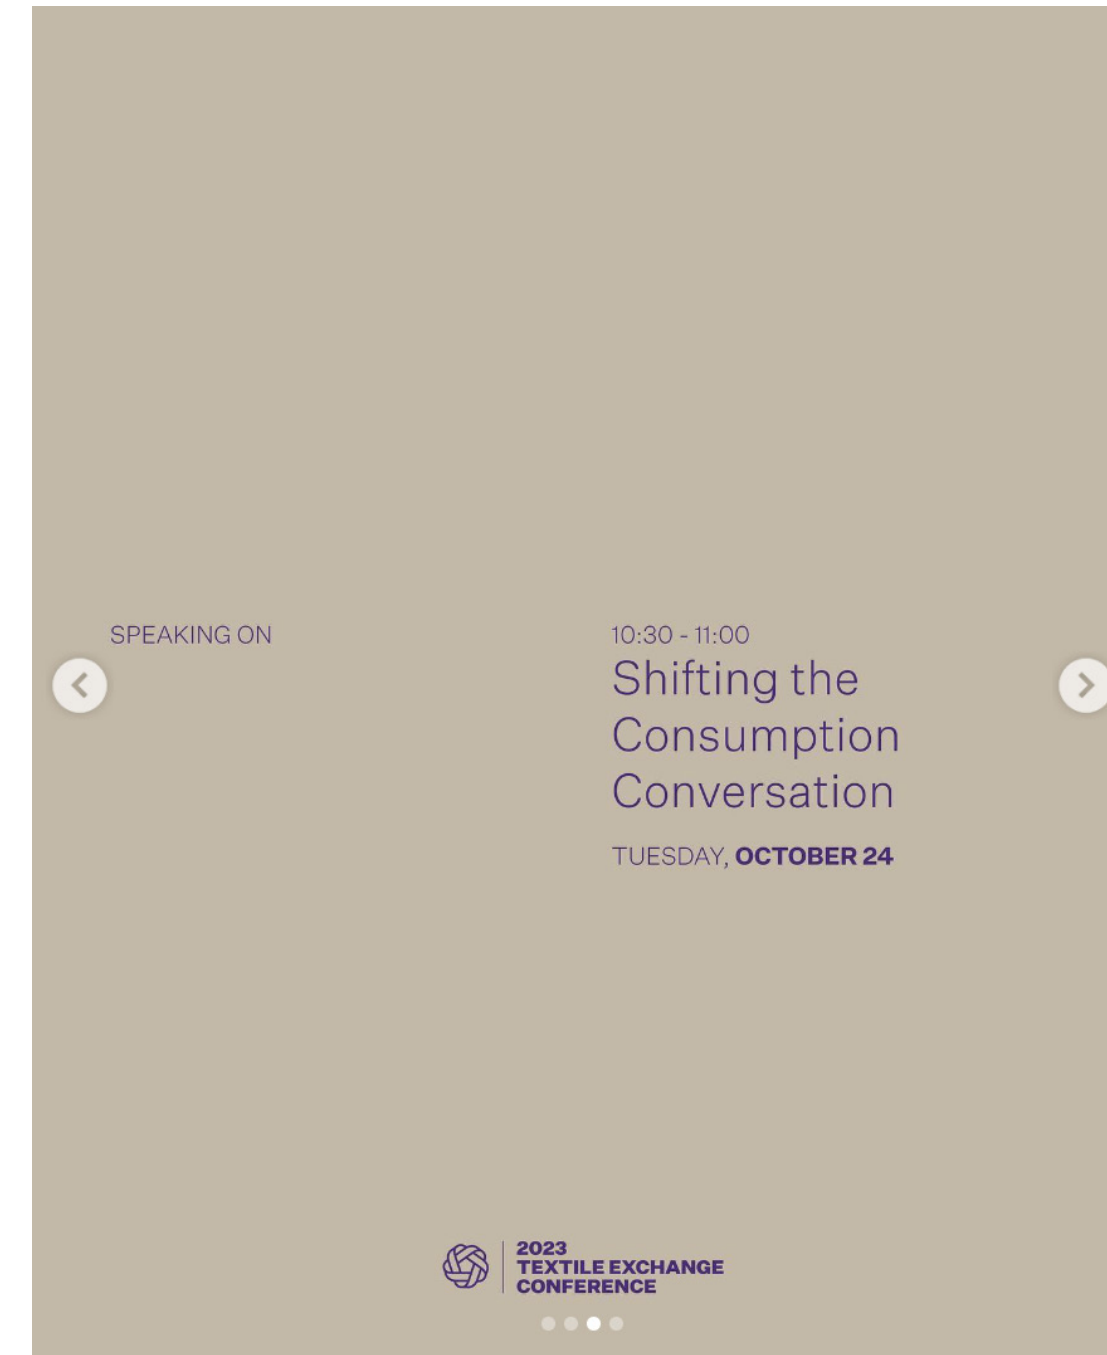 SPEAKING ON
10:30 - 11:00
Shifting the
Consumption
Conversation
TUESDAY, OCTOBER 24
2023
TEXTILE EXCHANGE
CONFERENCE